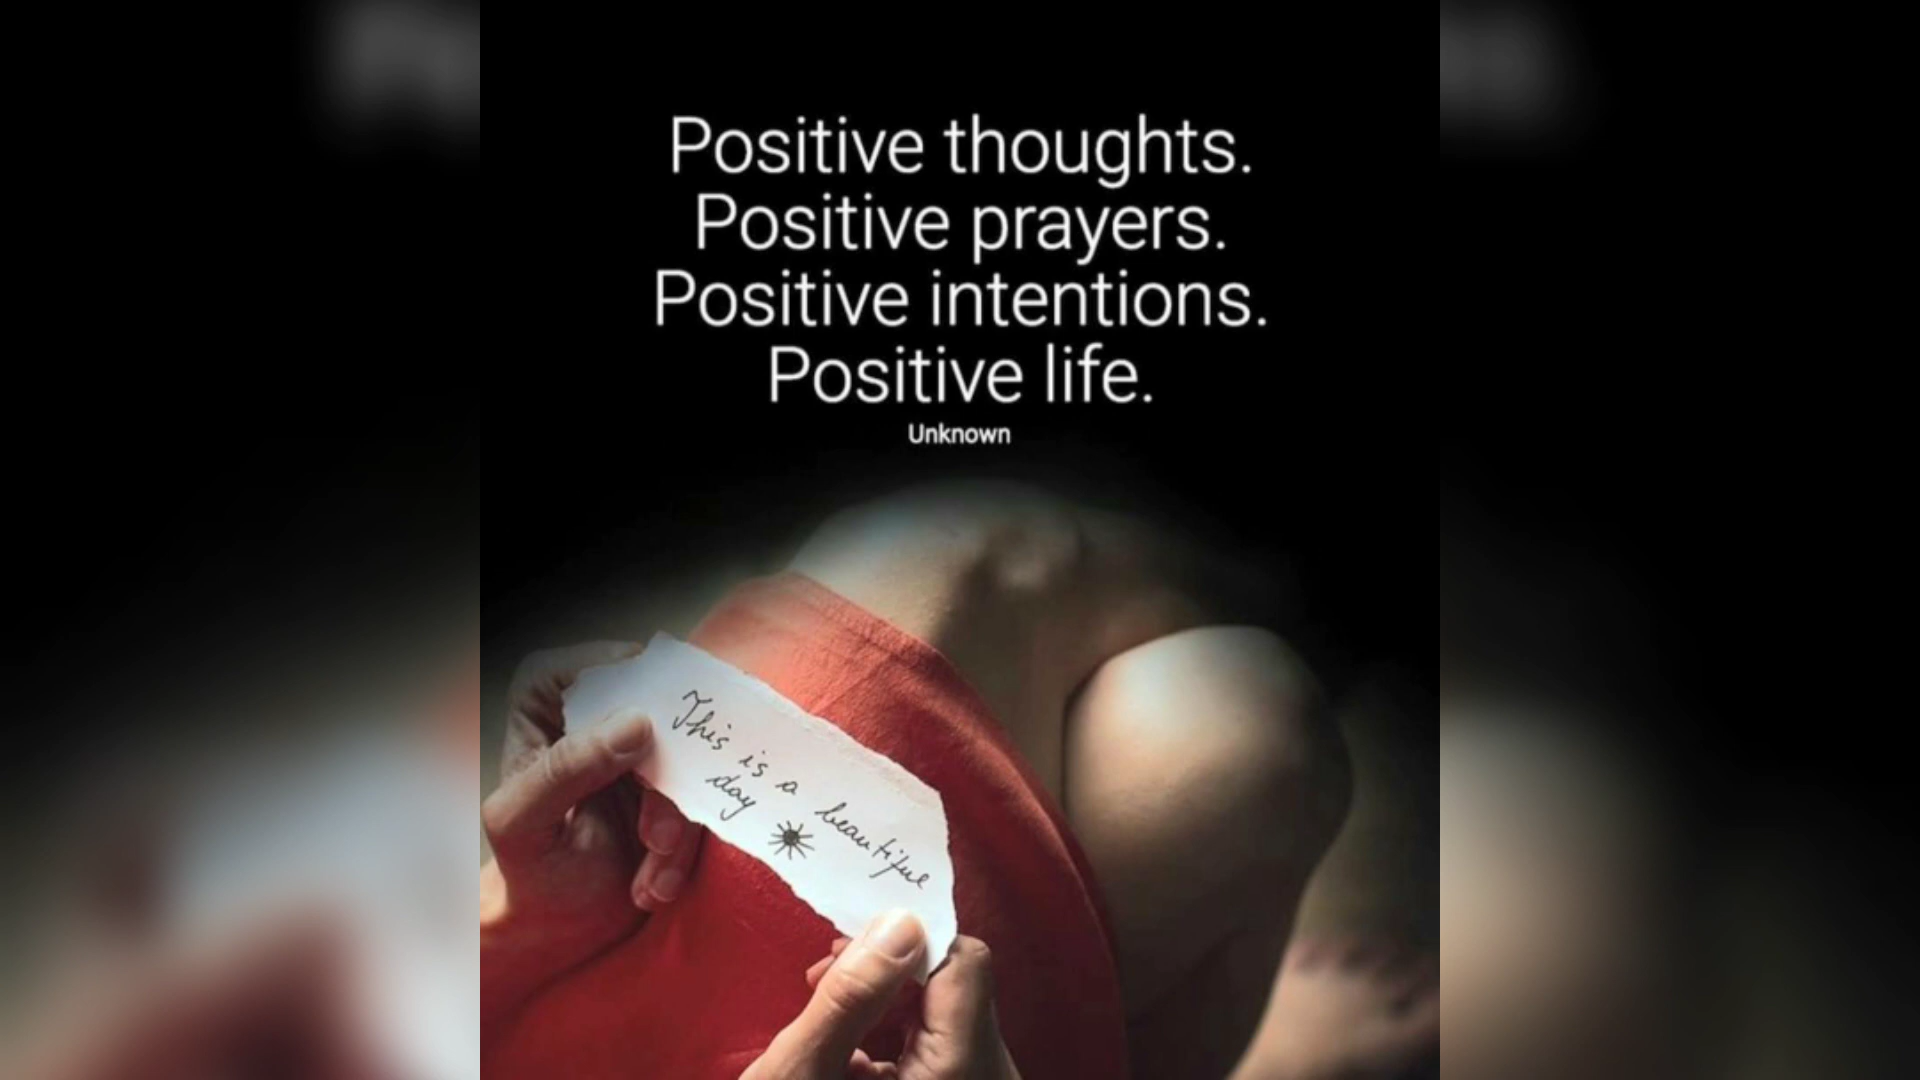 Positive thoughts.
Positive prayers.
Positive intentions.
Positive life.
Unknown
This is a beautiful
day